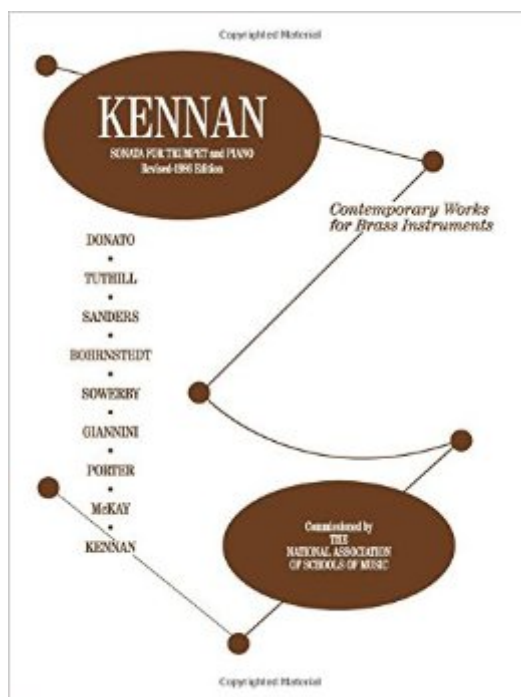 Copyrighted Material
KENNAN
SONATA FOR TRUMPET and PIANO
Revised-1986 Edition
Contemporary Works
for Brass Instruments
DONATO
•
TUTHILL
•
SANDERS
•
BOHRNSTEDT
•
SOWERBY
•
GIANNINI
•
PORTER
•
McKAY
•
KENNAN
Commissioned by
THE
NATIONAL ASSOCIATION
OF SCHOOLS OF MUSIC
Copyrighted Material